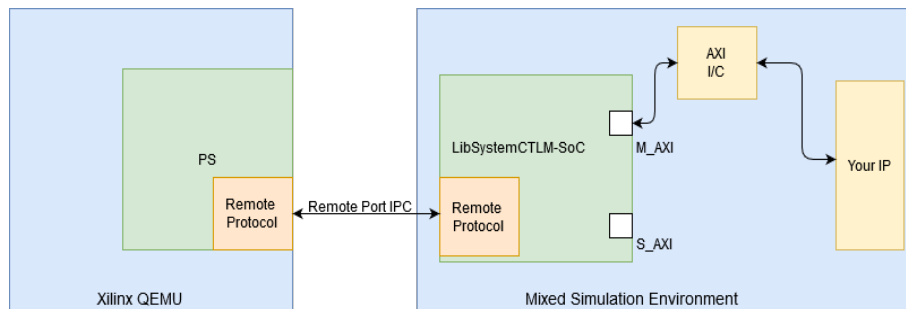 AXI
I/C
PS
LibSystemCTLM-SoC
M_AXI
Your IP
Remote
Protocol
Remote Port IPC
Remote
Protocol
S_AXI
Xilinx QEMU
Mixed Simulation Environment